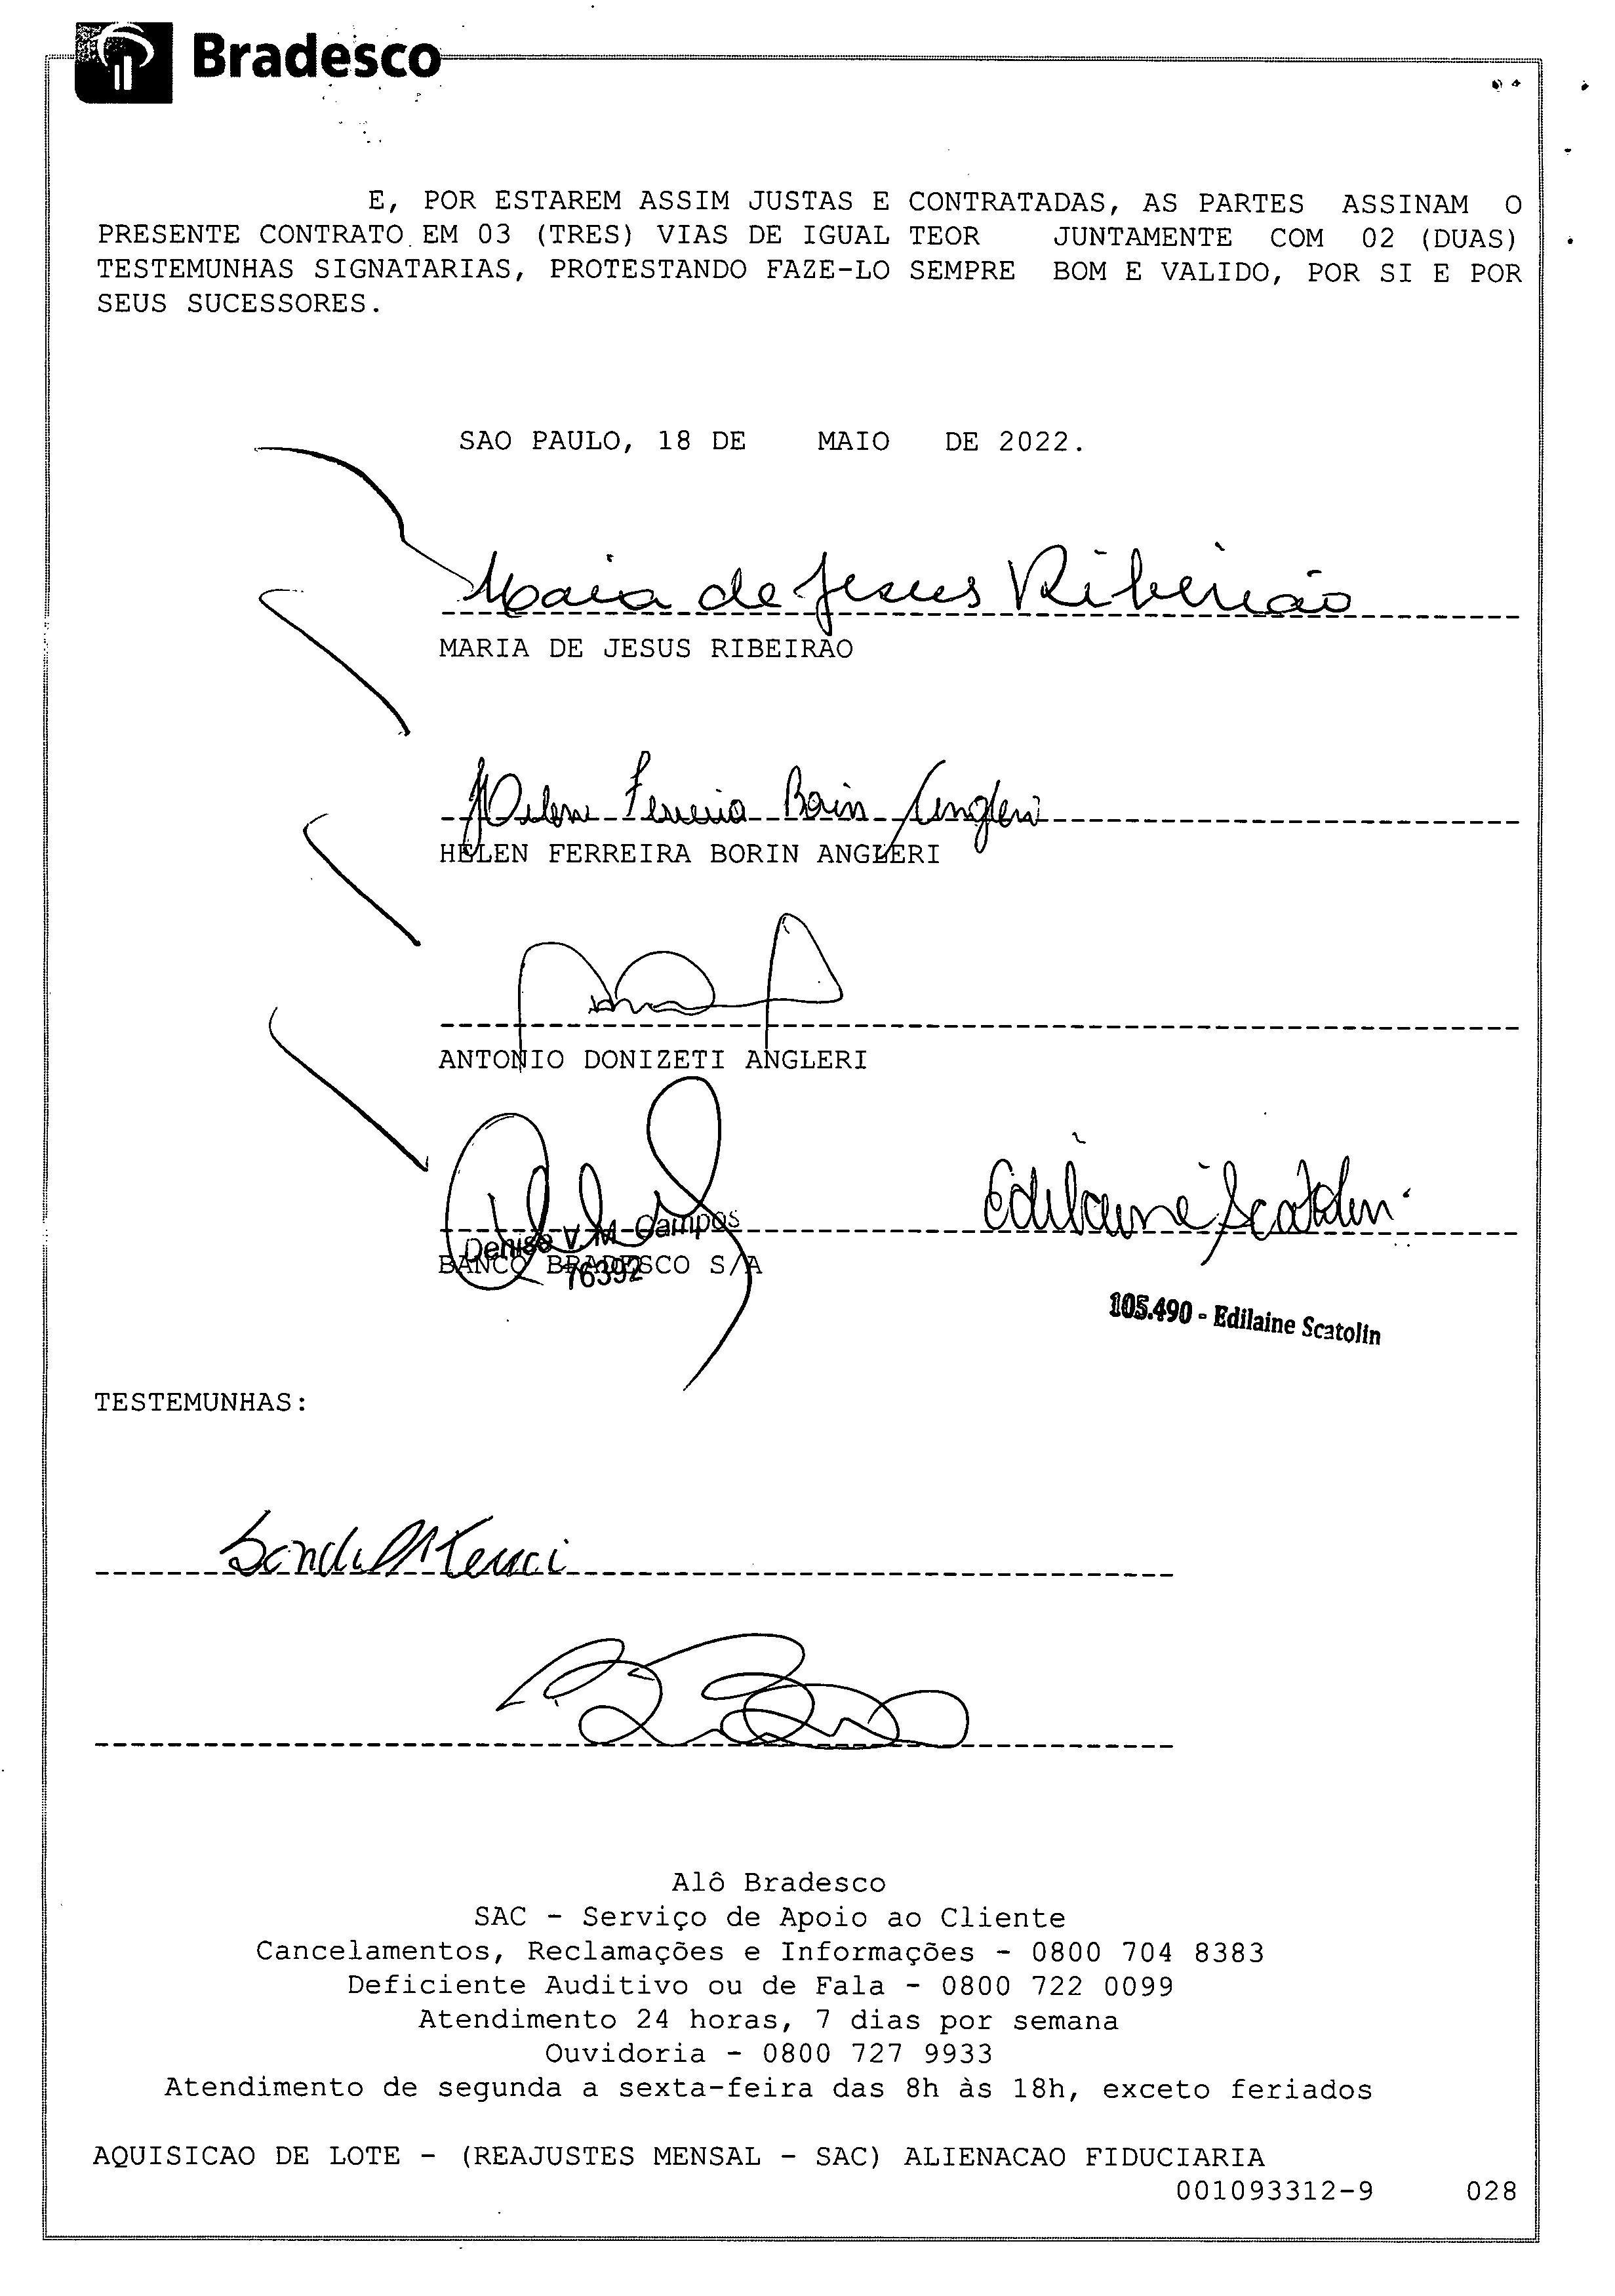 Bradesco
E, POR ESTAREM ASSIM JUSTAS E CONTRATADAS, AS PARTES ASSINAM O
PRESENTE CONTRATO EM 03 (TRES) VIAS DE IGUAL TEOR JUNTAMENTE COM 02 (DUAS)
TESTEMUNHAS SIGNATARIAS, PROTESTANDO FAZE-LO SEMPRE BOM E VALIDO, POR SI E POR
SEUS SUCESSORES.
SAO PAULO, 18 DE MAIO DE 2022.
Maria de Jesus Ribeirão
MARIA DE JESUS RIBEIRAO
Helen Ferreira Borin Angleri
HELEN FERREIRA BORIN ANGLERI
ANTONIO DONIZETI ANGLERI
Edilaine Scatolin
Denise V. M. Campos
BANCO BRADESCO S/A
76392
105.490 - Edilaine Scatolin
TESTEMUNHAS:
Alô Bradesco
SAC - Serviço de Apoio ao Cliente
Cancelamentos, Reclamações e Informações - 0800 704 8383
Deficiente Auditivo ou de Fala - 0800 722 0099
Atendimento 24 horas, 7 dias por semana
Ouvidoria - 0800 727 9933
Atendimento de segunda a sexta-feira das 8h às 18h, exceto feriados
AQUISICAO DE LOTE - (REAJUSTES MENSAL - SAC) ALIENACAO FIDUCIARIA
001093312-9 028